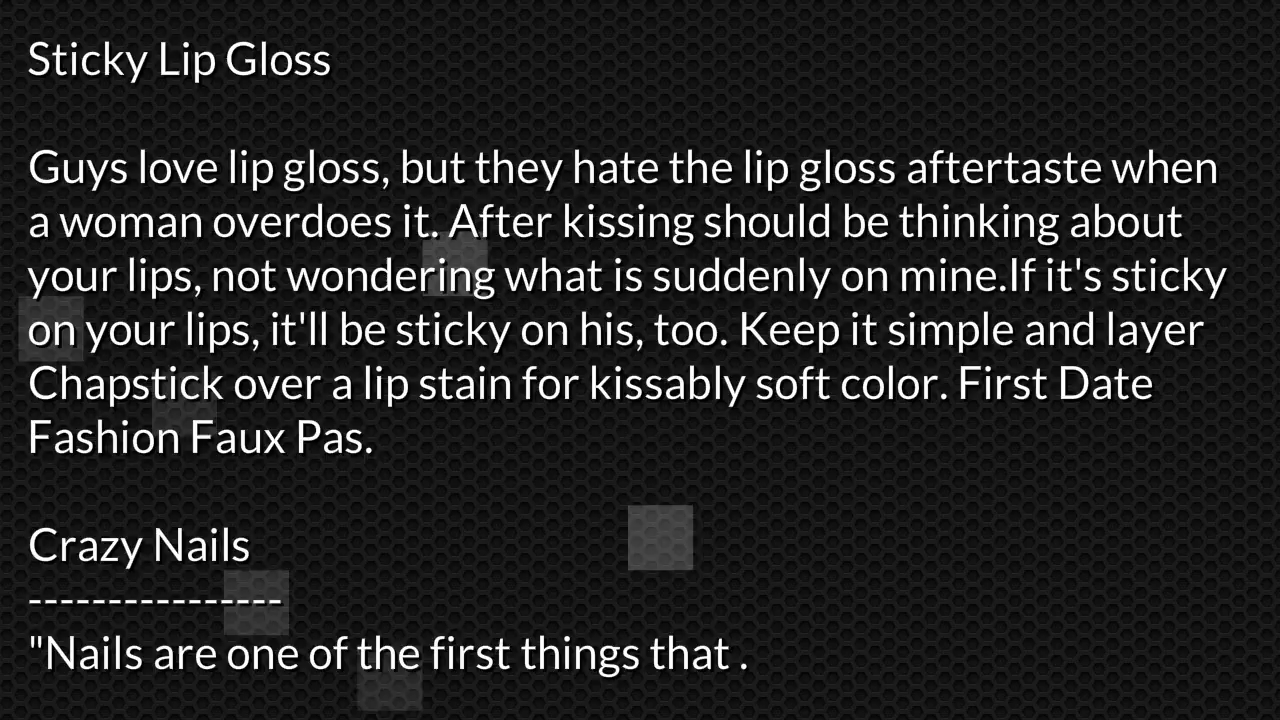 Sticky Lip Gloss
Guys love lip gloss, but they hate the lip gloss aftertaste when
a woman overdoes it. After kissing should be thinking about
your lips, not wondering what is suddenly on mine.If it's sticky
on your lips, it'll be sticky on his, too. Keep it simple and layer
Chapstick over a lip stain for kissably soft color. First Date
Fashion Faux Pas.
Crazy Nails
----------------
"Nails are one of the first things that .